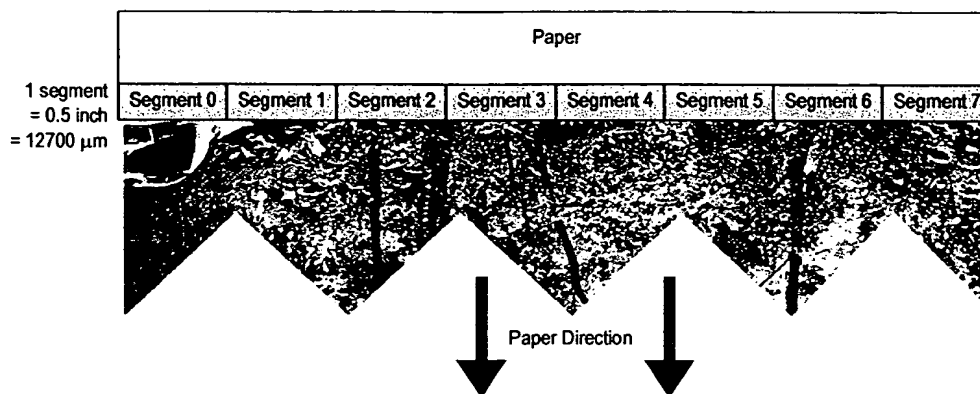 Paper
1 segment
= 0.5 inch
= 12700 µm
Segment 0 Segment 1 Segment 2 Segment 3 Segment 4 Segment 5 Segment 6 Segment 7
Paper Direction